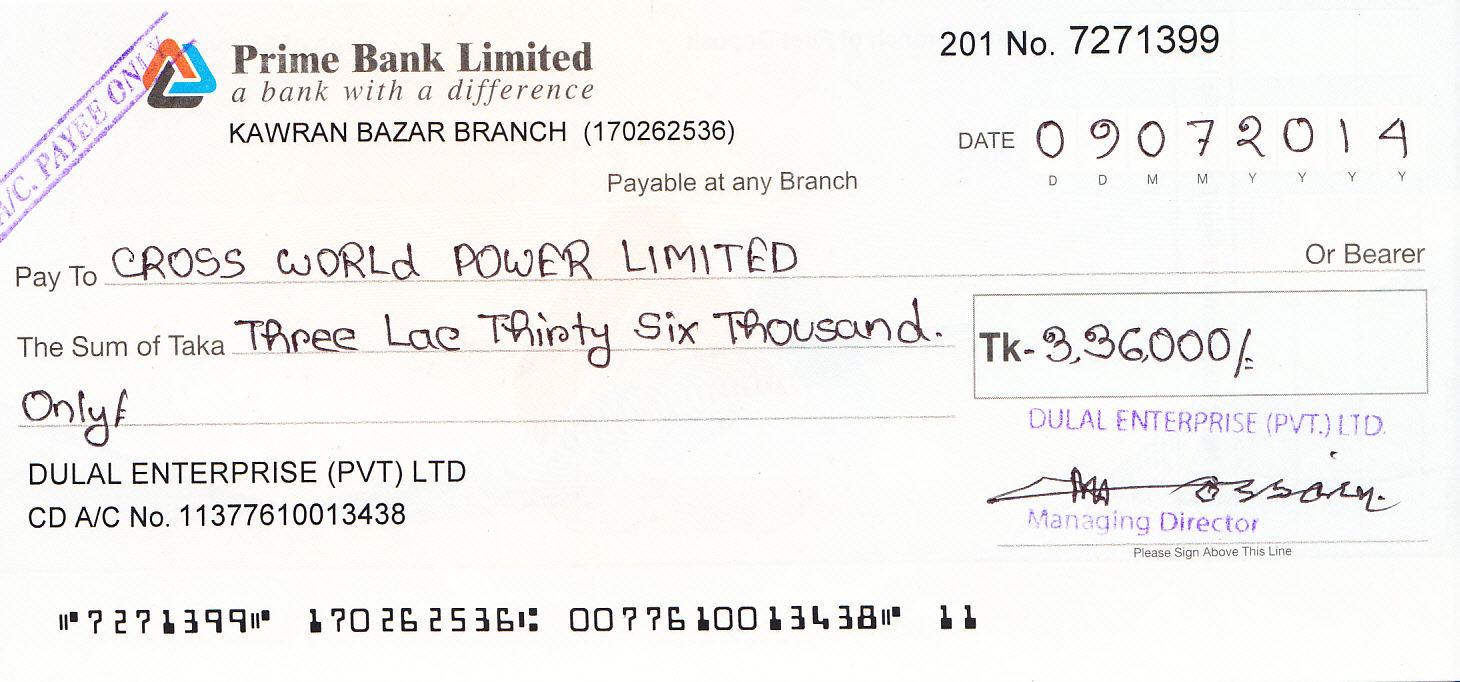 A/C. PAYEE ONLY
Prime Bank Limited
a bank with a difference
KAWRAN BAZAR BRANCH (170262536)
201 No. 7271399
DATE 09072014
D D M M Y Y Y Y
Payable at any Branch
Pay To CROSS WORLd POWER LIMITED Or Bearer
The Sum of Taka Three Lac Thirty Six Thousand.
Only/
Tk- 3,36,000/=
DULAL ENTERPRISE (PVT.) LTD.
DULAL ENTERPRISE (PVT) LTD
CD A/C No. 11377610013438
Managing Director
Please Sign Above This Line
⑈7271399⑈ 170262536⑆ 0077610013438⑈ 11